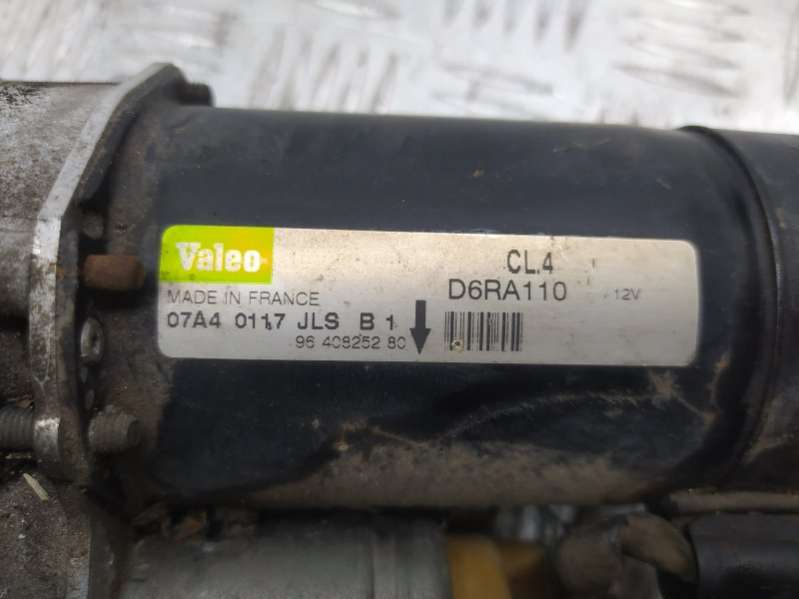 Valeo
CL.4
MADE IN FRANCE
D6RA110 12V
07A4 0117 JLS B 1
96 408252 80